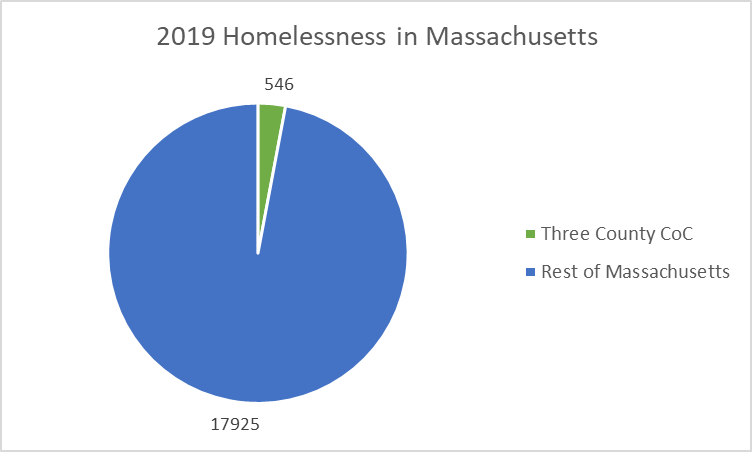 2019 Homelessness in Massachusetts
546
Three County CoC
Rest of Massachusetts
17925